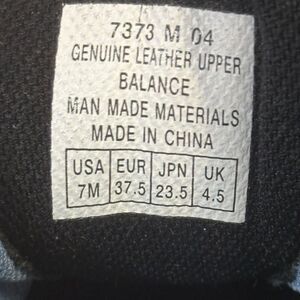 7373 M 04
GENUINE LEATHER UPPER
BALANCE
MAN MADE MATERIALS
MADE IN CHINA
USA EUR JPN UK
7M 37.5 23.5 4.5